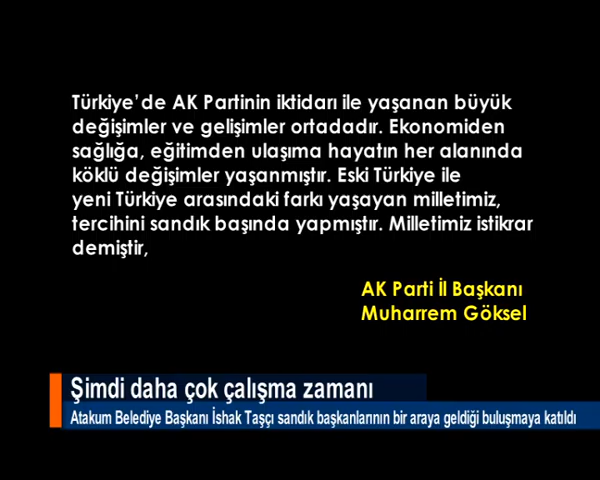 Türkiye'de AK Partinin iktidarı ile yaşanan büyük
değişimler ve gelişimler ortadadır. Ekonomiden
sağlığa, eğitimden ulaşıma hayatın her alanında
köklü değişimler yaşanmıştır. Eski Türkiye ile
yeni Türkiye arasındaki farkı yaşayan milletimiz,
tercihini sandık başında yapmıştır. Milletimiz istikrar
demiştir,
AK Parti İl Başkanı
Muharrem Göksel
Şimdi daha çok çalışma zamanı
Atakum Belediye Başkanı İshak Taşçı sandık başkanlarının bir araya geldiği buluşmaya katıldı